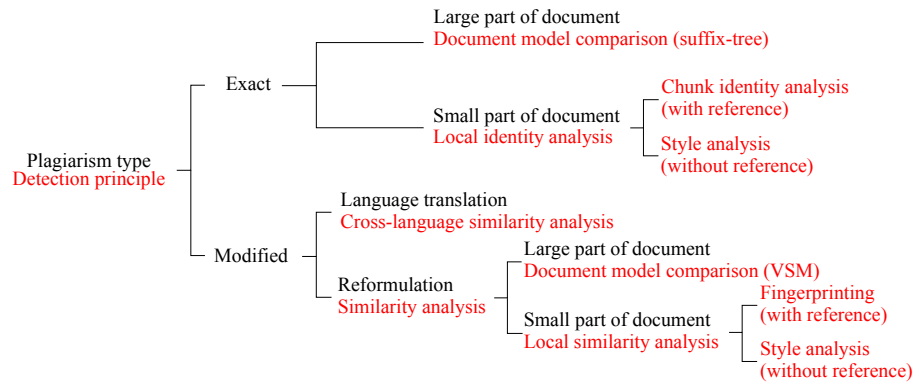 Large part of document
Document model comparison (suffix-tree)
Exact
Chunk identity analysis
(with reference)
Small part of document
Local identity analysis
Style analysis
(without reference)
Plagiarism type
Detection principle
Language translation
Cross-language similarity analysis
Modified
Large part of document
Document model comparison (VSM)
Reformulation
Similarity analysis
Fingerprinting
(with reference)
Small part of document
Local similarity analysis
Style analysis
(without reference)